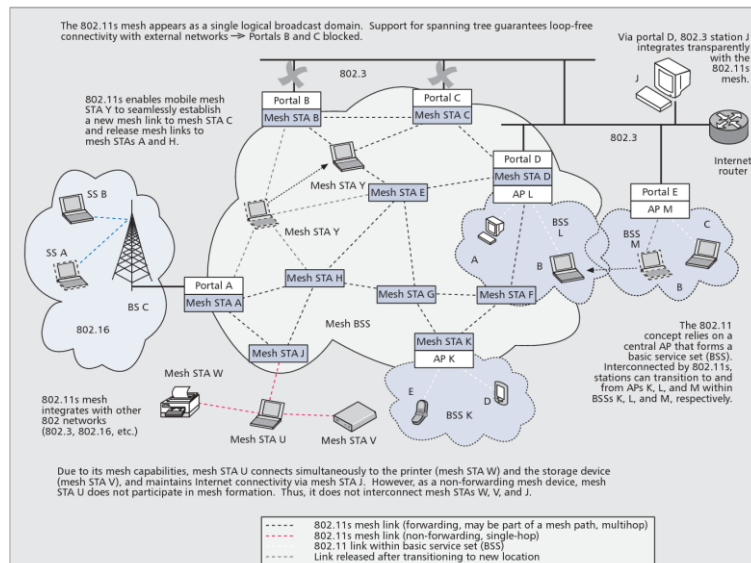 The 802.11s mesh appears as a single logical broadcast domain. Support for spanning tree guarantees loop-free
connectivity with external networks → Portals B and C blocked.
Via portal D, 802.3 station J
integrates transparently
with the
802.11s
mesh.
802.3
J
802.11s enables mobile mesh
STA Y to seamlessly establish
a new mesh link to mesh STA C
and release mesh links to
mesh STAs A and H.
Portal B
Mesh STA B
Portal C
Mesh STA C
802.3
Internet
router
Portal D
Mesh STA D
AP L
Mesh STA Y
Mesh STA E
Portal E
AP M
SS B
SS A
BS C
802.16
Mesh STA Y
A
BSS
L
B
BSS
M
C
B
Portal A
Mesh STA A
Mesh STA H
Mesh STA G
Mesh STA F
Mesh BSS
Mesh STA J
Mesh STA K
AP K
E
D
BSS K
The 802.11
concept relies on a
central AP that forms a
basic service set (BSS).
Interconnected by 802.11s,
stations can transition to and
from APs K, L, and M within
BSSs K, L, and M, respectively.
Mesh STA W
802.11s mesh
integrates with other
802 networks
(802.3, 802.16, etc.)
Mesh STA U
Mesh STA V
Due to its mesh capabilities, mesh STA U connects simultaneously to the printer (mesh STA W) and the storage device
(mesh STA V), and maintains Internet connectivity via mesh STA J. However, as a non-forwarding mesh device, mesh
STA U does not participate in mesh formation. Thus, it does not interconnect mesh STAs W, V, and J.
802.11s mesh link (forwarding, may be part of a mesh path, multihop)
802.11s mesh link (non-forwarding, single-hop)
802.11 link within basic service set (BSS)
Link released after transitioning to new location